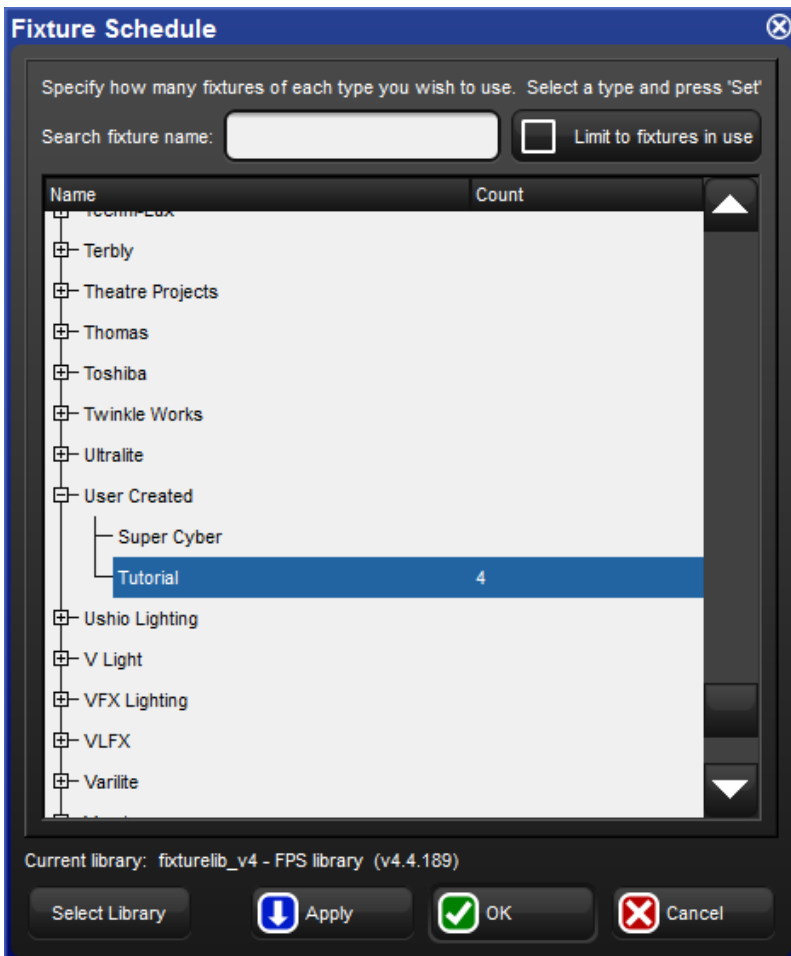 Fixture Schedule
Specify how many fixtures of each type you wish to use. Select a type and press 'Set'
Search fixture name:
Limit to fixtures in use
Name Count
Techni-Lux
Terbly
Theatre Projects
Thomas
Toshiba
Twinkle Works
Ultralite
User Created
Super Cyber
Tutorial 4
Ushio Lighting
V Light
VFX Lighting
VLFX
Varilite
Current library: fixturelib_v4 - FPS library (v4.4.189)
Select Library Apply OK Cancel